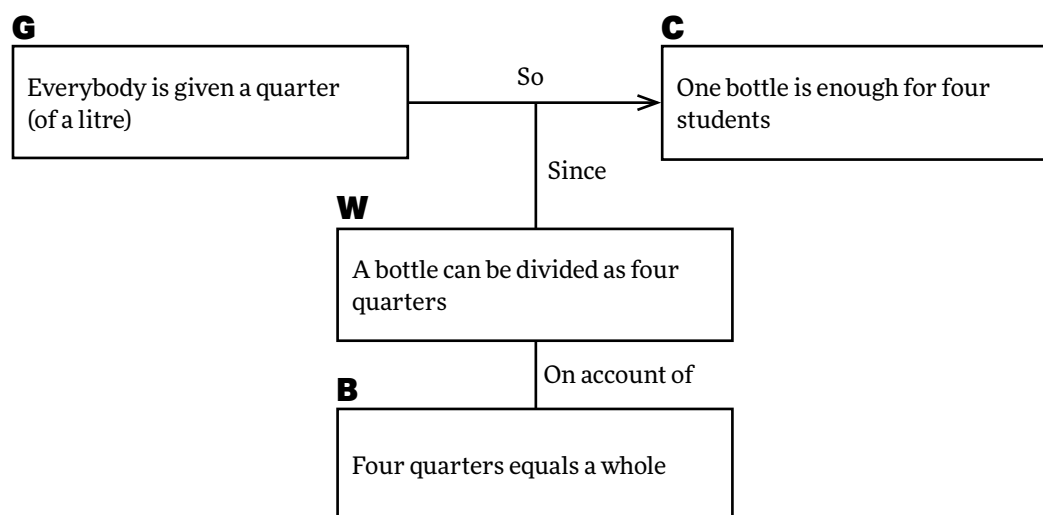 G
Everybody is given a quarter
(of a litre)
So
C
One bottle is enough for four
students
Since
W
A bottle can be divided as four
quarters
On account of
B
Four quarters equals a whole